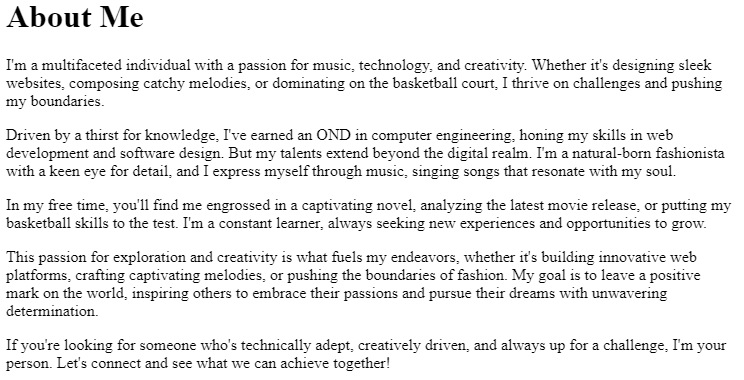 About Me
I'm a multifaceted individual with a passion for music, technology, and creativity. Whether it's designing sleek
websites, composing catchy melodies, or dominating on the basketball court, I thrive on challenges and pushing
my boundaries.
Driven by a thirst for knowledge, I've earned an OND in computer engineering, honing my skills in web
development and software design. But my talents extend beyond the digital realm. I'm a natural-born fashionista
with a keen eye for detail, and I express myself through music, singing songs that resonate with my soul.
In my free time, you'll find me engrossed in a captivating novel, analyzing the latest movie release, or putting my
basketball skills to the test. I'm a constant learner, always seeking new experiences and opportunities to grow.
This passion for exploration and creativity is what fuels my endeavors, whether it's building innovative web
platforms, crafting captivating melodies, or pushing the boundaries of fashion. My goal is to leave a positive
mark on the world, inspiring others to embrace their passions and pursue their dreams with unwavering
determination.
If you're looking for someone who's technically adept, creatively driven, and always up for a challenge, I'm your
person. Let's connect and see what we can achieve together!